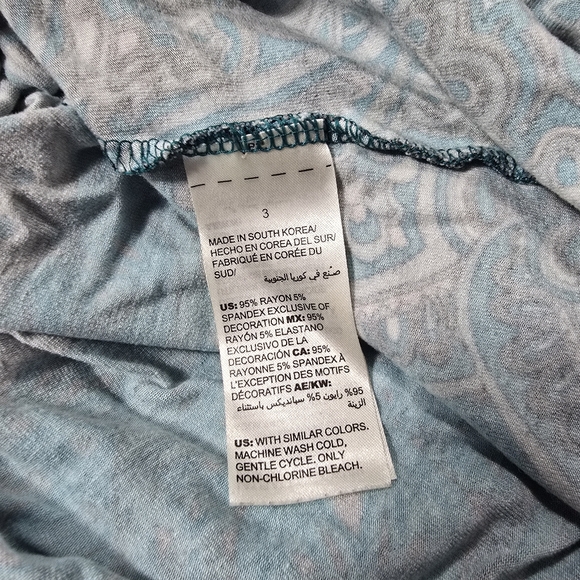 3
MADE IN SOUTH KOREA/
HECHO EN COREA DEL SUR/
FABRIQUÉ EN CORÉE DU
SUD/
صنع في كوريا الجنوبية
US: 95% RAYON 5%
SPANDEX EXCLUSIVE OF
DECORATION MX: 95%
RAYÓN 5% ELASTANO
EXCLUSIVO DE LA
DECORACIÓN CA: 95%
RAYONNE 5% SPANDEX À
L'EXCEPTION DES MOTIFS
DÉCORATIFS AE/KW:
95% رايون 5% سبانديكس باستثناء
الزينة
US: WITH SIMILAR COLORS.
MACHINE WASH COLD,
GENTLE CYCLE. ONLY
NON-CHLORINE BLEACH.